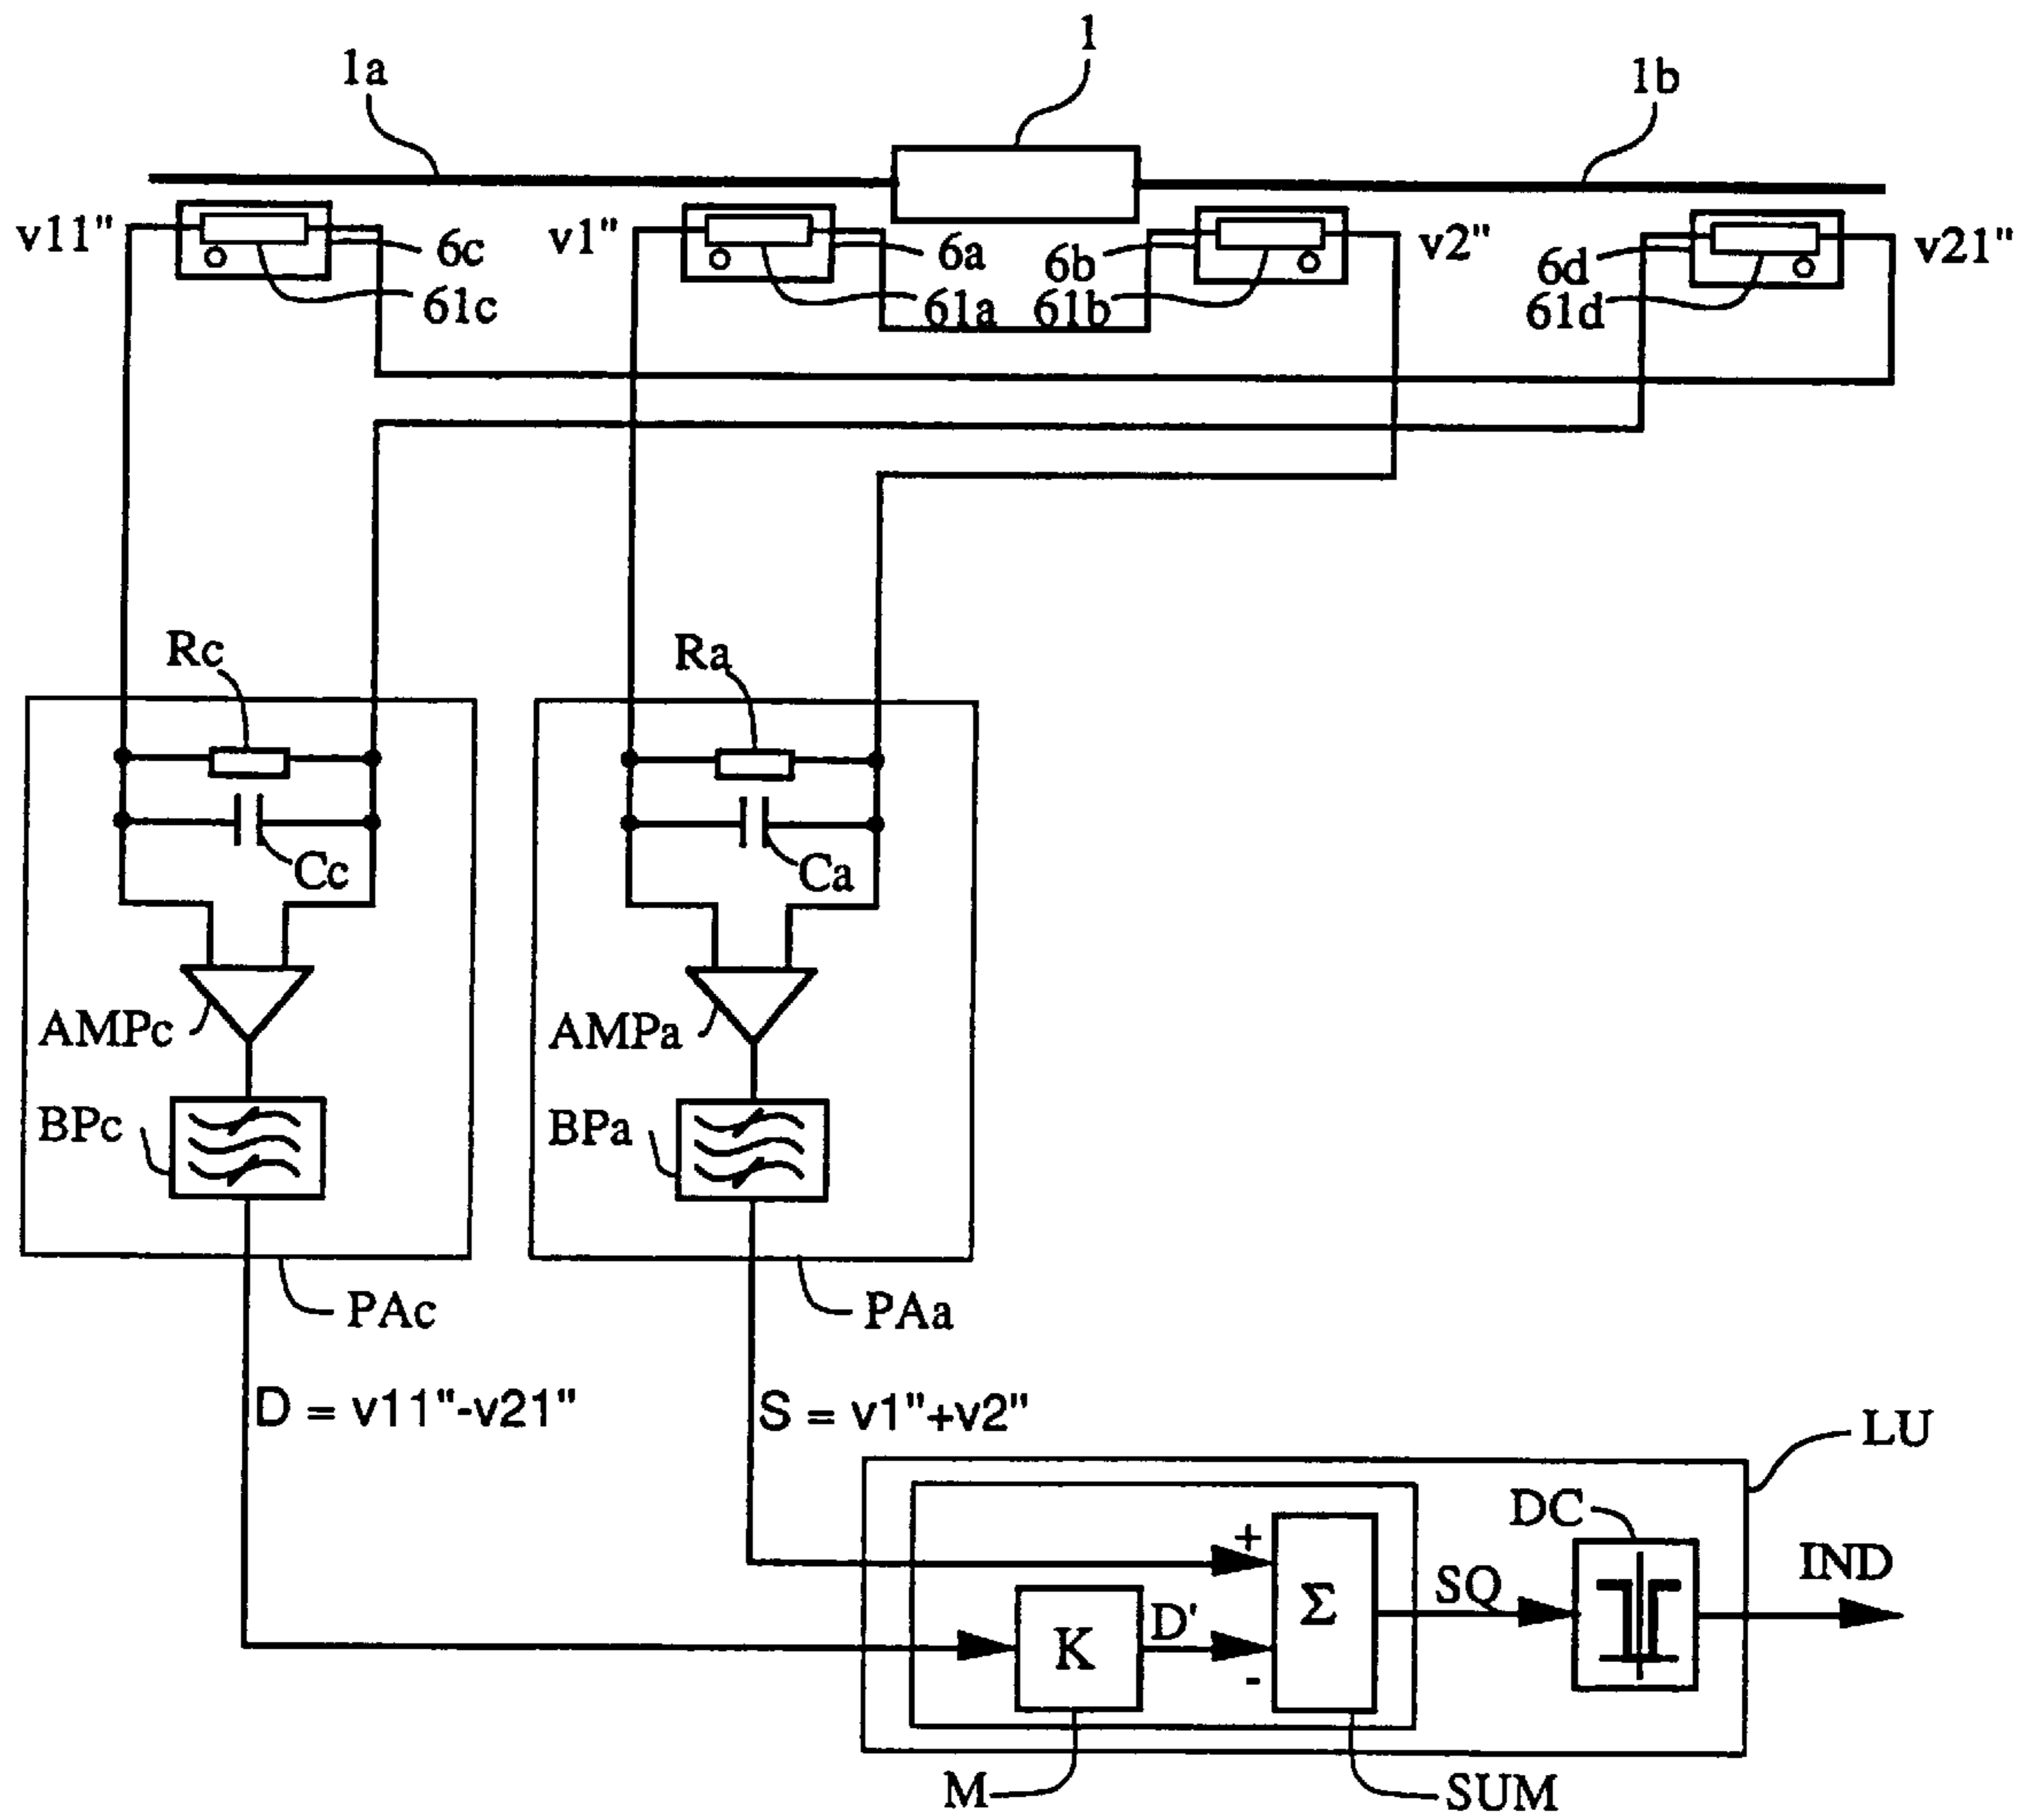 1
1a
1b
v11"
6c
61c
v1"
6a
61a
6b
61b
v2"
6d
61d
v21"
Rc
Ra
Cc
Ca
AMPc
AMPa
BPc
BPa
PAc
PAa
D = v11"-v21"
S = v1"+v2"
LU
DC
+
Σ
SQ
IND
K
D'
-
M
SUM